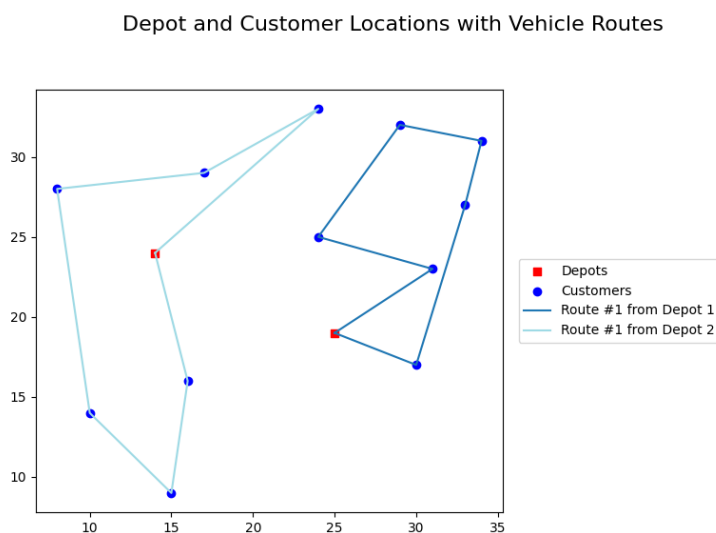 Depot and Customer Locations with Vehicle Routes
30
25
20
15
10
10 15 20 25 30 35
Depots
Customers
Route #1 from Depot 1
Route #1 from Depot 2